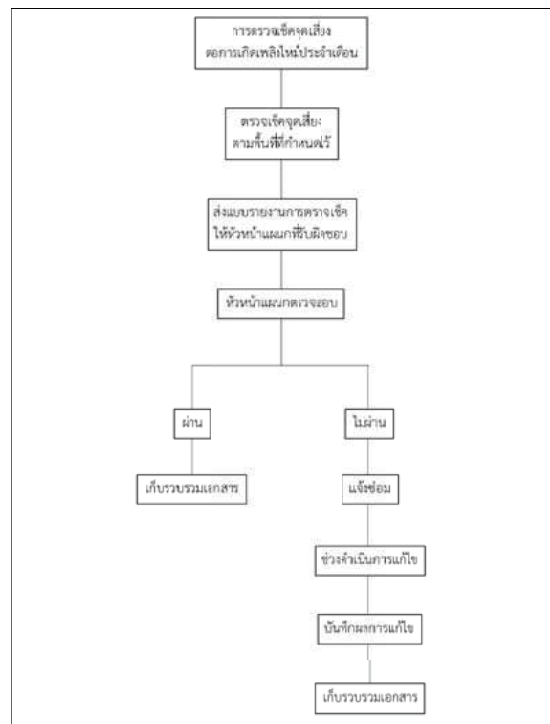 การตรวจเช็คจุดเสี่ยง
ต่อการเกิดเพลิงไหม้ประจำเดือน
ตรวจเช็คจุดเสี่ยง
ตามพื้นที่ที่กำหนดไว้
ส่งแบบรายงานการตรวจเช็ค
ให้หัวหน้าแผนกที่รับผิดชอบ
หัวหน้าแผนกตรวจสอบ
ผ่าน
ไม่ผ่าน
เก็บรวบรวมเอกสาร
แจ้งซ่อม
ช่างดำเนินการแก้ไข
บันทึกผลการแก้ไข
เก็บรวบรวมเอกสาร